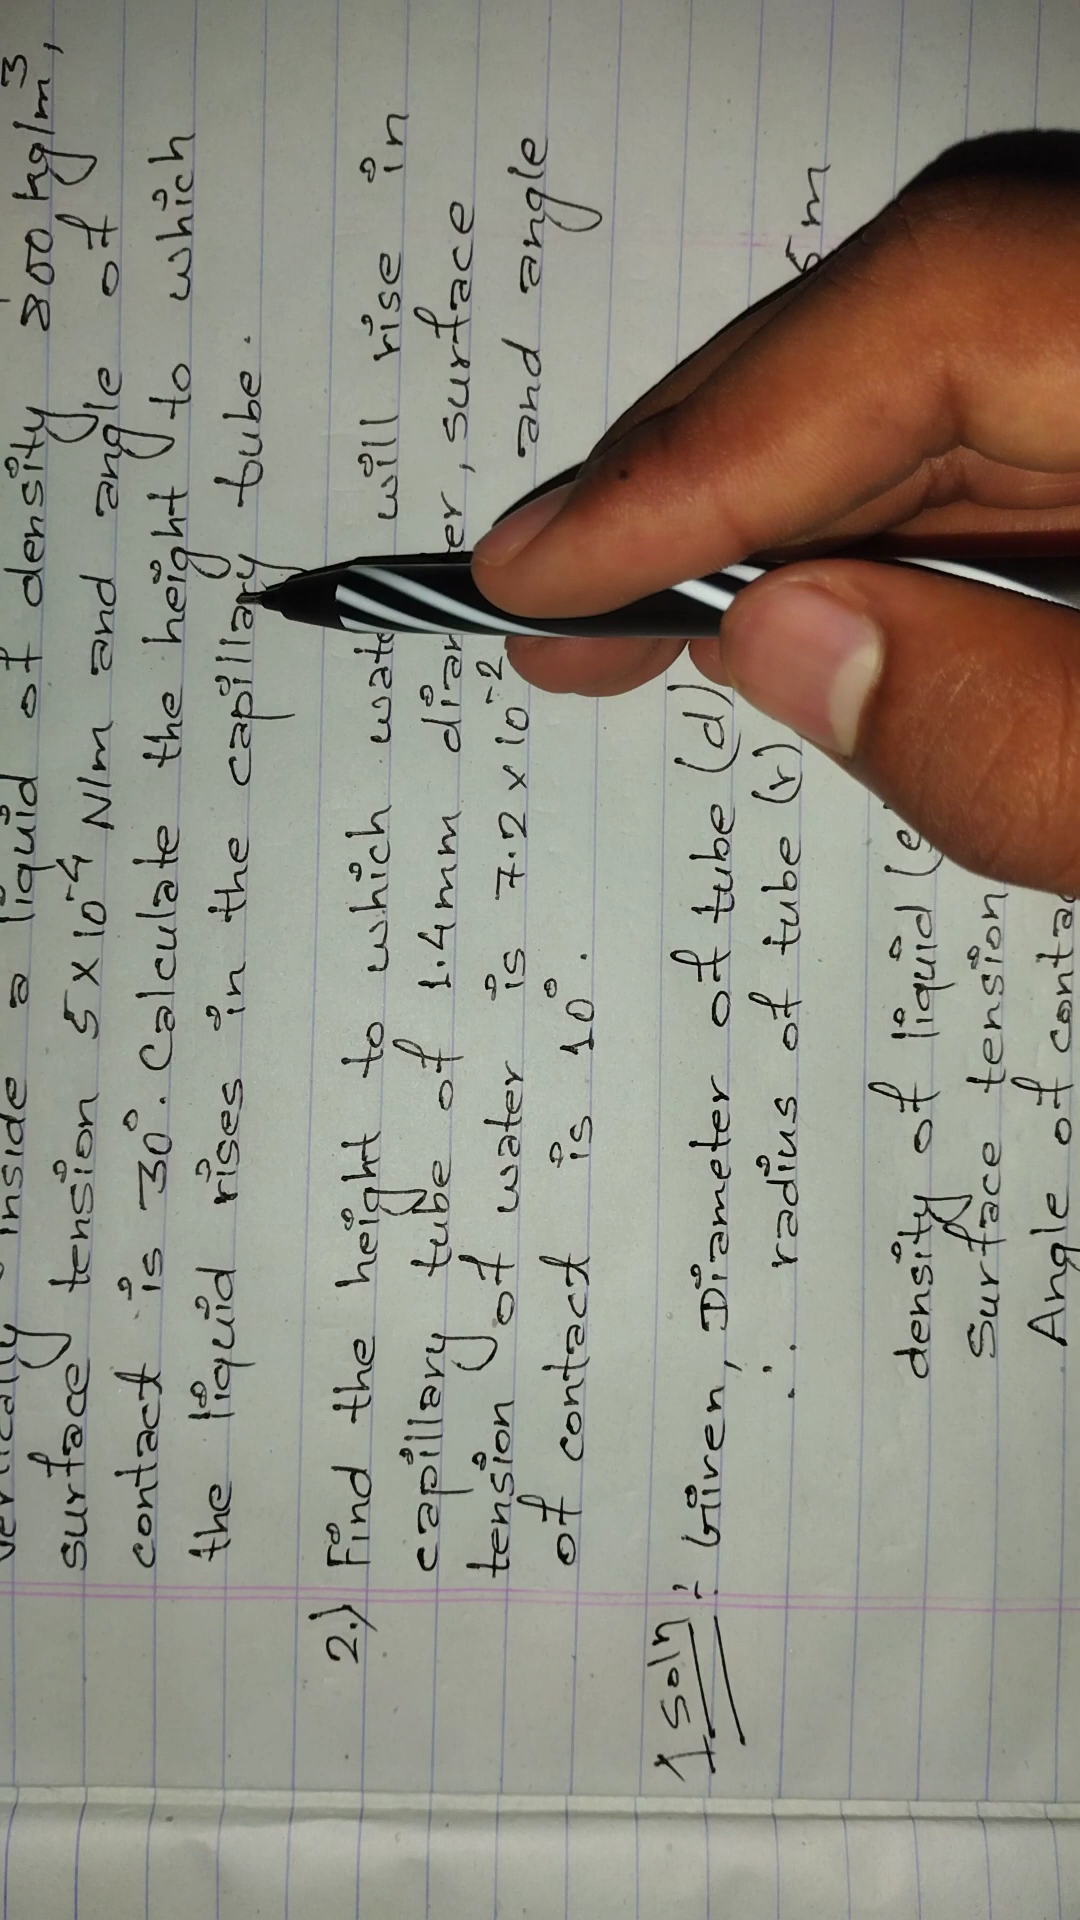 vertically inside a liquid of density 800 kg/m³,
surface tension 5 × 10⁻⁴ N/m and angle of
contact is 30°. Calculate the height to which
the liquid rises in the capillary tube.
2.) Find the height to which wate will rise in
capillary tube of 1.4mm diam er, surface
tension of water is 7.2 × 10⁻² and angle
of contact is 10°.
1 soln :- Given, Diameter of tube (d)
∴ radius of tube (r) m
density of liquid
Surface tension
Angle of conta